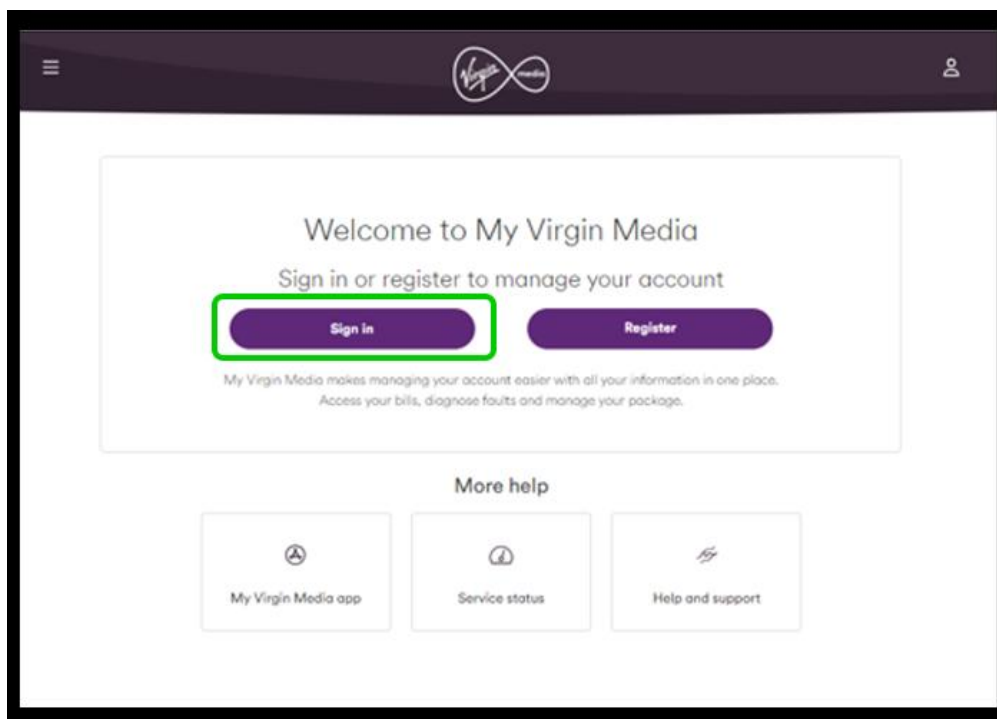 Virgin media
Welcome to My Virgin Media
Sign in or register to manage your account
Sign in
Register
My Virgin Media makes managing your account easier with all your information in one place.
Access your bills, diagnose faults and manage your package.
More help
My Virgin Media app
Service status
Help and support